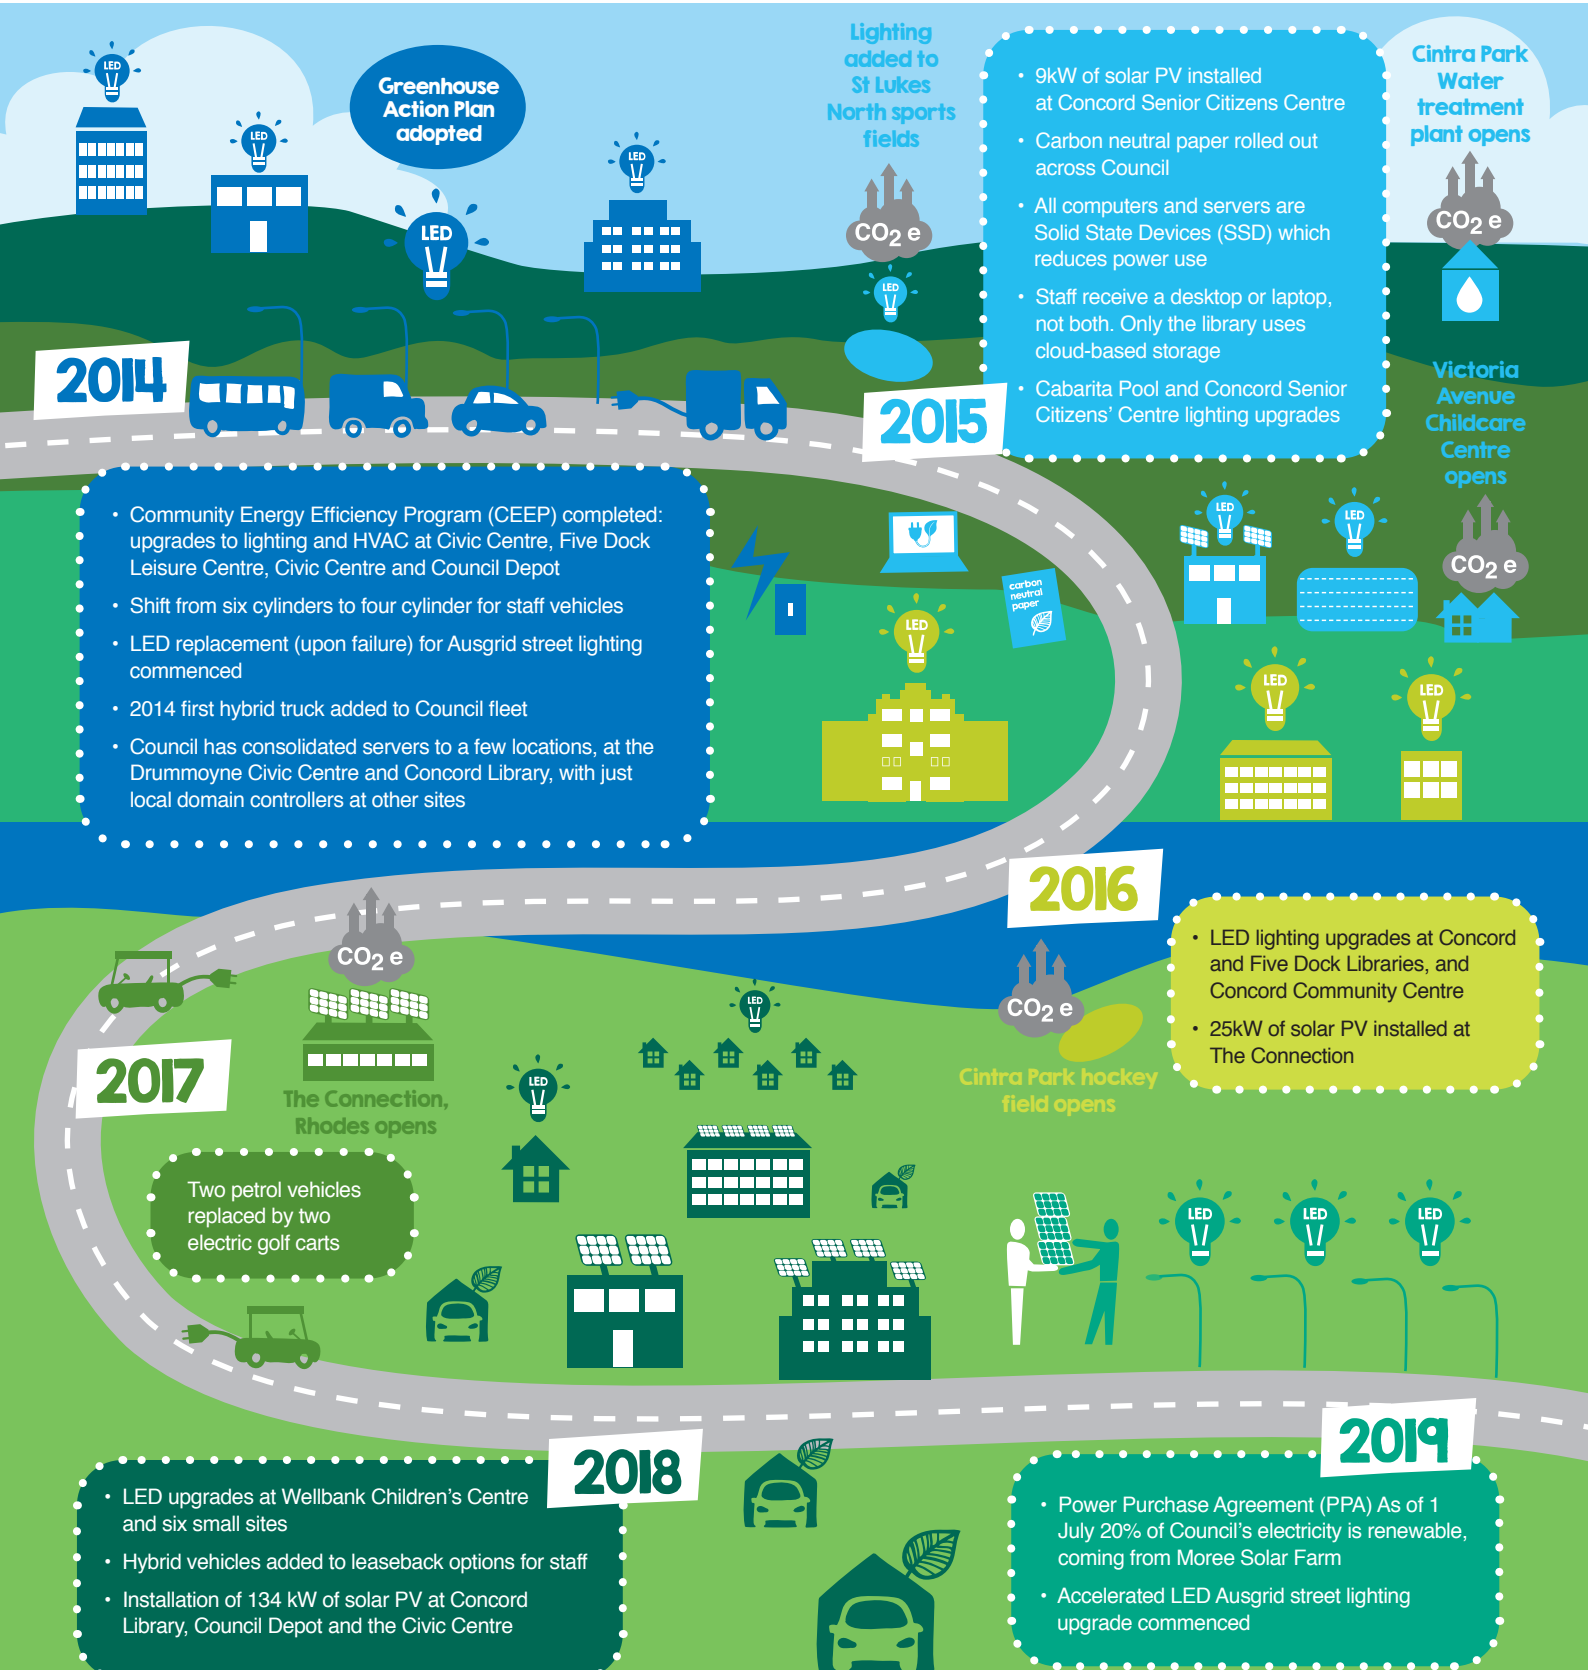 LED
LED
Greenhouse
Action Plan
adopted
LED
LED
2014
• Community Energy Efficiency Program (CEEP) completed:
upgrades to lighting and HVAC at Civic Centre, Five Dock
Leisure Centre, Civic Centre and Council Depot
• Shift from six cylinders to four cylinder for staff vehicles
• LED replacement (upon failure) for Ausgrid street lighting
commenced
• 2014 first hybrid truck added to Council fleet
• Council has consolidated servers to a few locations, at the
Drummoyne Civic Centre and Concord Library, with just
local domain controllers at other sites
Lighting
added to
St Lukes
North sports
fields
CO2 e
LED
2015
• 9kW of solar PV installed
at Concord Senior Citizens Centre
• Carbon neutral paper rolled out
across Council
• All computers and servers are
Solid State Devices (SSD) which
reduces power use
• Staff receive a desktop or laptop,
not both. Only the library uses
cloud-based storage
• Cabarita Pool and Concord Senior
Citizens' Centre lighting upgrades
Cintra Park
Water
treatment
plant opens
CO2 e
Victoria
Avenue
Childcare
Centre
opens
CO2 e
LED
LED
carbon
neutral
paper
LED
LED
LED
2016
• LED lighting upgrades at Concord
and Five Dock Libraries, and
Concord Community Centre
• 25kW of solar PV installed at
The Connection
CO2 e
Cintra Park hockey
field opens
CO2 e
2017
The Connection,
Rhodes opens
Two petrol vehicles
replaced by two
electric golf carts
LED
LED
2018
• LED upgrades at Wellbank Children's Centre
and six small sites
• Hybrid vehicles added to leaseback options for staff
• Installation of 134 kW of solar PV at Concord
Library, Council Depot and the Civic Centre
LED
LED
LED
2019
• Power Purchase Agreement (PPA) As of 1
July 20% of Council's electricity is renewable,
coming from Moree Solar Farm
• Accelerated LED Ausgrid street lighting
upgrade commenced